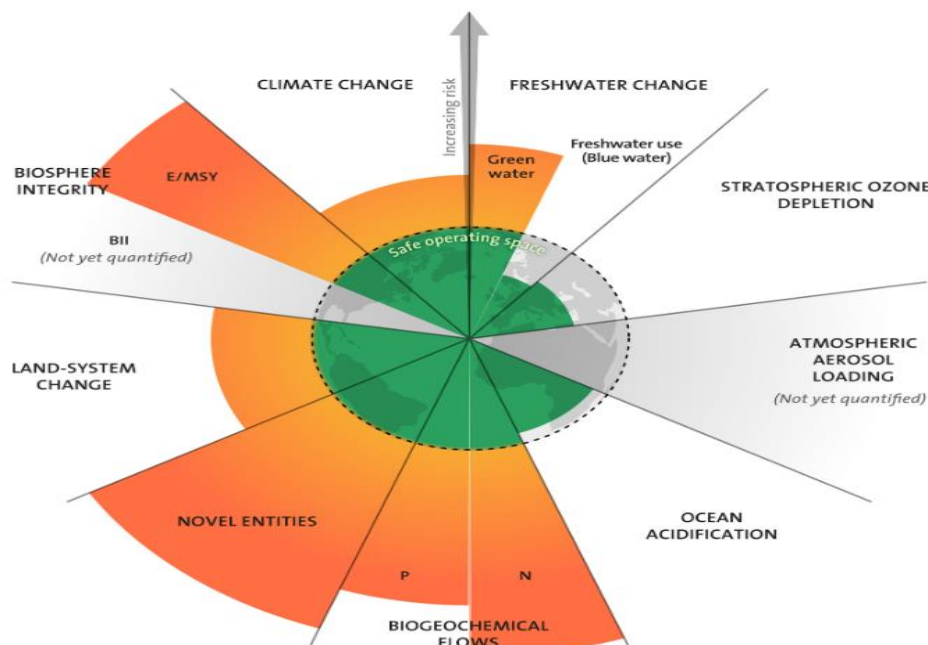 CLIMATE CHANGE
FRESHWATER CHANGE
Increasing risk
Green
water
Freshwater use
(Blue water)
BIOSPHERE
INTEGRITY
E/MSY
STRATOSPHERIC OZONE
DEPLETION
BII
(Not yet quantified)
Safe operating space
LAND-SYSTEM
CHANGE
ATMOSPHERIC
AEROSOL
LOADING
(Not yet quantified)
NOVEL ENTITIES
OCEAN
ACIDIFICATION
P
N
BIOGEOCHEMICAL
FLOWS